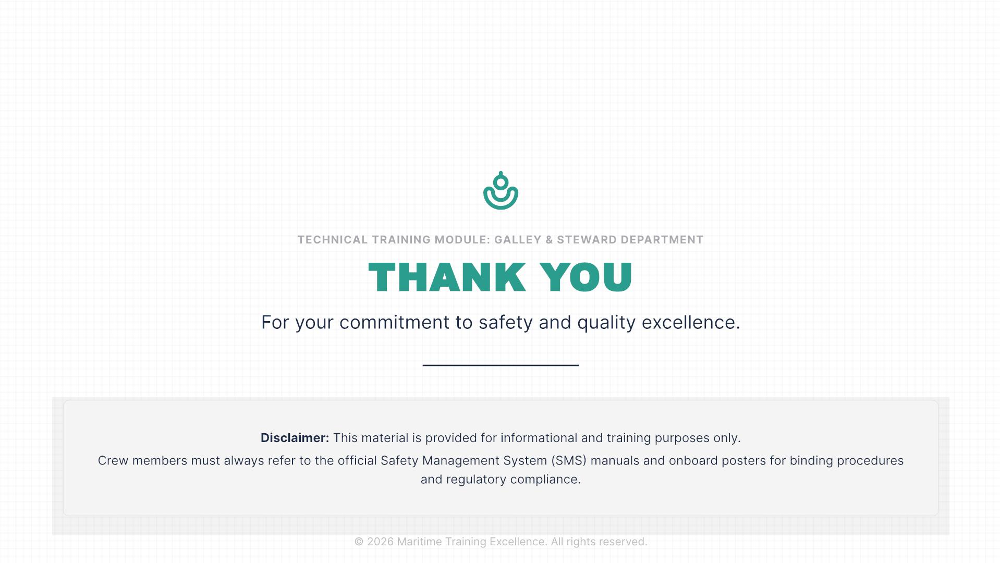 TECHNICAL TRAINING MODULE: GALLEY & STEWARD DEPARTMENT
THANK YOU
For your commitment to safety and quality excellence.
Disclaimer: This material is provided for informational and training purposes only.
Crew members must always refer to the official Safety Management System (SMS) manuals and onboard posters for binding procedures
and regulatory compliance.
© 2026 Maritime Training Excellence. All rights reserved.